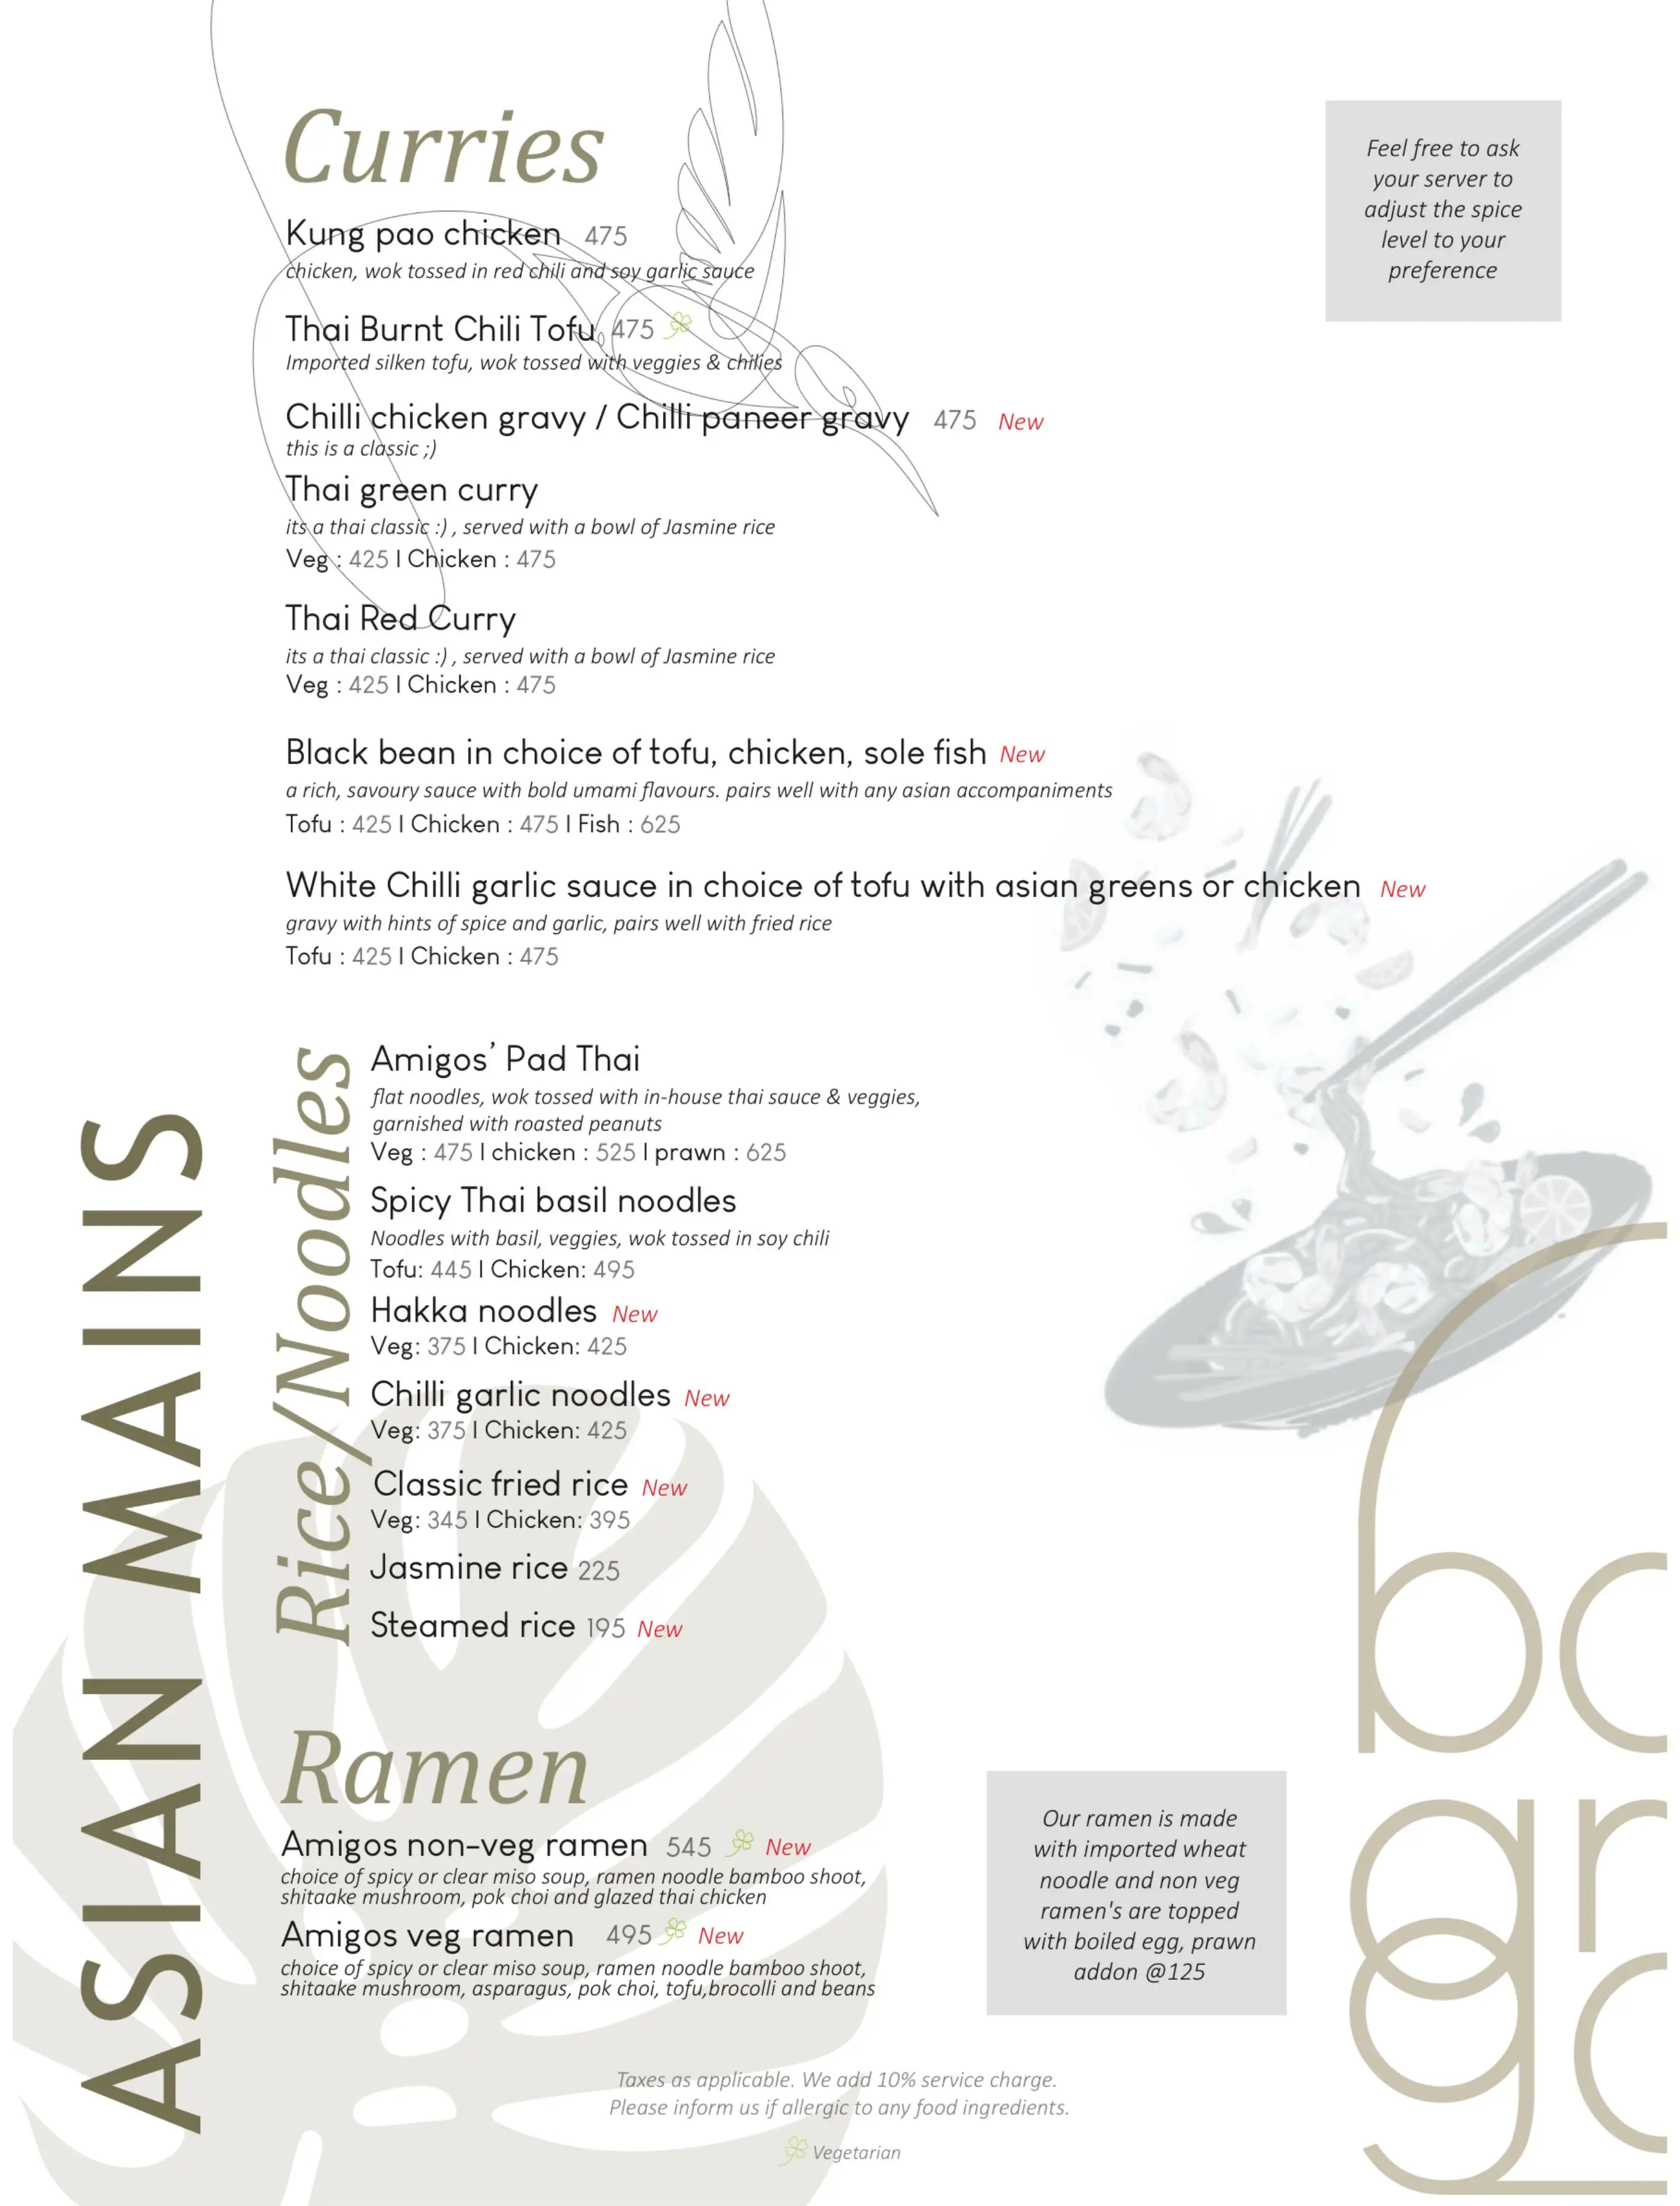 Curries
Feel free to ask
your server to
adjust the spice
level to your
preference
Kung pao chicken 475
chicken, wok tossed in red chili and soy garlic sauce
Thai Burnt Chili Tofu 475
Imported silken tofu, wok tossed with veggies & chilies
Chilli chicken gravy / Chilli paneer gravy 475 New
this is a classic ;)
Thai green curry
its a thai classic :) , served with a bowl of Jasmine rice
Veg : 425 I Chicken : 475
Thai Red Curry
its a thai classic :) , served with a bowl of Jasmine rice
Veg : 425 I Chicken : 475
Black bean in choice of tofu, chicken, sole fish New
a rich, savoury sauce with bold umami flavours. pairs well with any asian accompaniments
Tofu : 425 I Chicken : 475 I Fish : 625
White Chilli garlic sauce in choice of tofu with asian greens or chicken New
gravy with hints of spice and garlic, pairs well with fried rice
Tofu : 425 I Chicken : 475
ASIAN MAINS
Rice/Noodles
Amigos' Pad Thai
flat noodles, wok tossed with in-house thai sauce & veggies,
garnished with roasted peanuts
Veg : 475 I chicken : 525 I prawn : 625
Spicy Thai basil noodles
Noodles with basil, veggies, wok tossed in soy chili
Tofu: 445 I Chicken: 495
Hakka noodles New
Veg: 375 I Chicken: 425
Chilli garlic noodles New
Veg: 375 I Chicken: 425
Classic fried rice New
Veg: 345 I Chicken: 395
Jasmine rice 225
Steamed rice 195 New
Ramen
Amigos non-veg ramen 545 New
choice of spicy or clear miso soup, ramen noodle bamboo shoot,
shitaake mushroom, pok choi and glazed thai chicken
Amigos veg ramen 495 New
choice of spicy or clear miso soup, ramen noodle bamboo shoot,
shitaake mushroom, asparagus, pok choi, tofu,brocolli and beans
Our ramen is made
with imported wheat
noodle and non veg
ramen's are topped
with boiled egg, prawn
addon @125
Taxes as applicable. We add 10% service charge.
Please inform us if allergic to any food ingredients.
Vegetarian